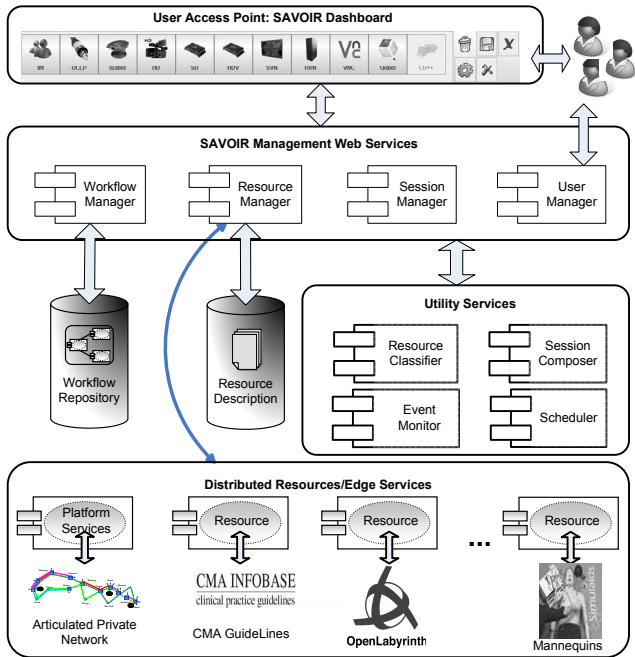 User Access Point: SAVOIR Dashboard
HD
IM
UCLP
Isabel
HD
SD
HDV
SVN
RVN
VNC
SAVOIR Management Web Services
Workflow
Manager
Resource
Manager
Session
Manager
User
Manager
Workflow
Repository
Resource
Description
Utility Services
Resource
Classifier
Session
Composer
Event
Monitor
Scheduler
Distributed Resources/Edge Services
Platform
Services
Resource
Resource
...
Resource
Articulated Private
Network
CMA INFOBASE
clinical practice guidelines
CMA GuideLines
OpenLabyrinth
Simulaids
Mannequins